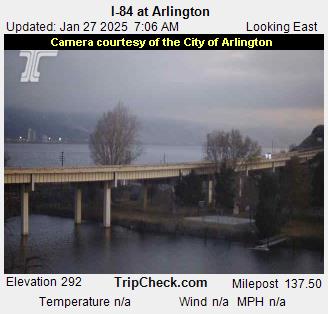 I-84 at Arlington
Updated: Jan 27 2025 7:06 AM Looking East
Camera courtesy of the City of Arlington
Elevation 292 TripCheck.com Milepost 137.50
Temperature n/a Wind n/a MPH n/a